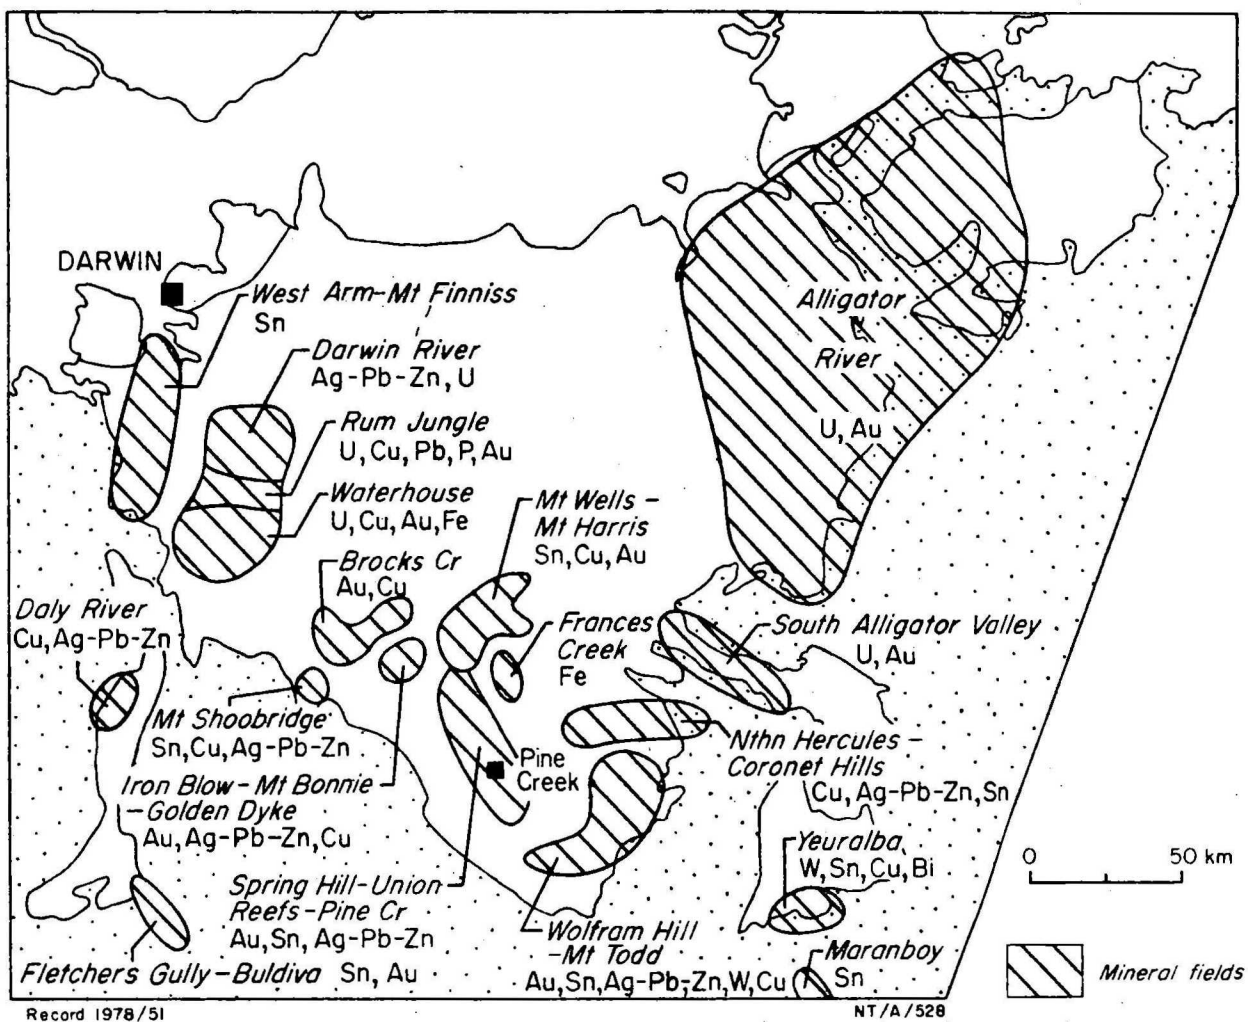 DARWIN
West Arm-Mt Finniss
Sn
Darwin River
Ag-Pb-Zn, U
Rum Jungle
U, Cu, Pb, P, Au
Waterhouse
U, Cu, Au, Fe
Mt Wells -
Mt Harris
Sn, Cu, Au
Brocks Cr
Au, Cu
Alligator
River
U, Au
Daly River
Cu, Ag-Pb-Zn
Frances
Creek
Fe
South Alligator Valley
U, Au
Mt Shoobridge
Sn, Cu, Ag-Pb-Zn
Iron Blow-Mt Bonnie
-Golden Dyke
Au, Ag-Pb-Zn, Cu
Pine
Creek
Nthn Hercules -
Coronet Hills
Cu, Ag-Pb-Zn, Sn
Spring Hill-Union
Reefs-Pine Cr
Au, Sn, Ag-Pb-Zn
Yeuralba
W, Sn, Cu, Bi
0 50 km
Fletchers Gully-Buldiva Sn, Au
Wolfram Hill
-Mt Todd
Au, Sn, Ag-Pb-Zn, W, Cu
Maranboy
Sn
Mineral fields
Record 1978/51
NT/A/528